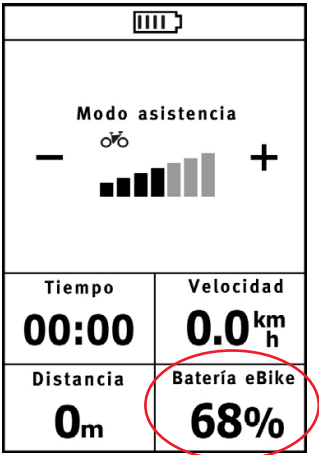 Modo asistencia
− +
Tiempo Velocidad
00:00 0.0 km/h
Distancia Batería eBike
0m 68%